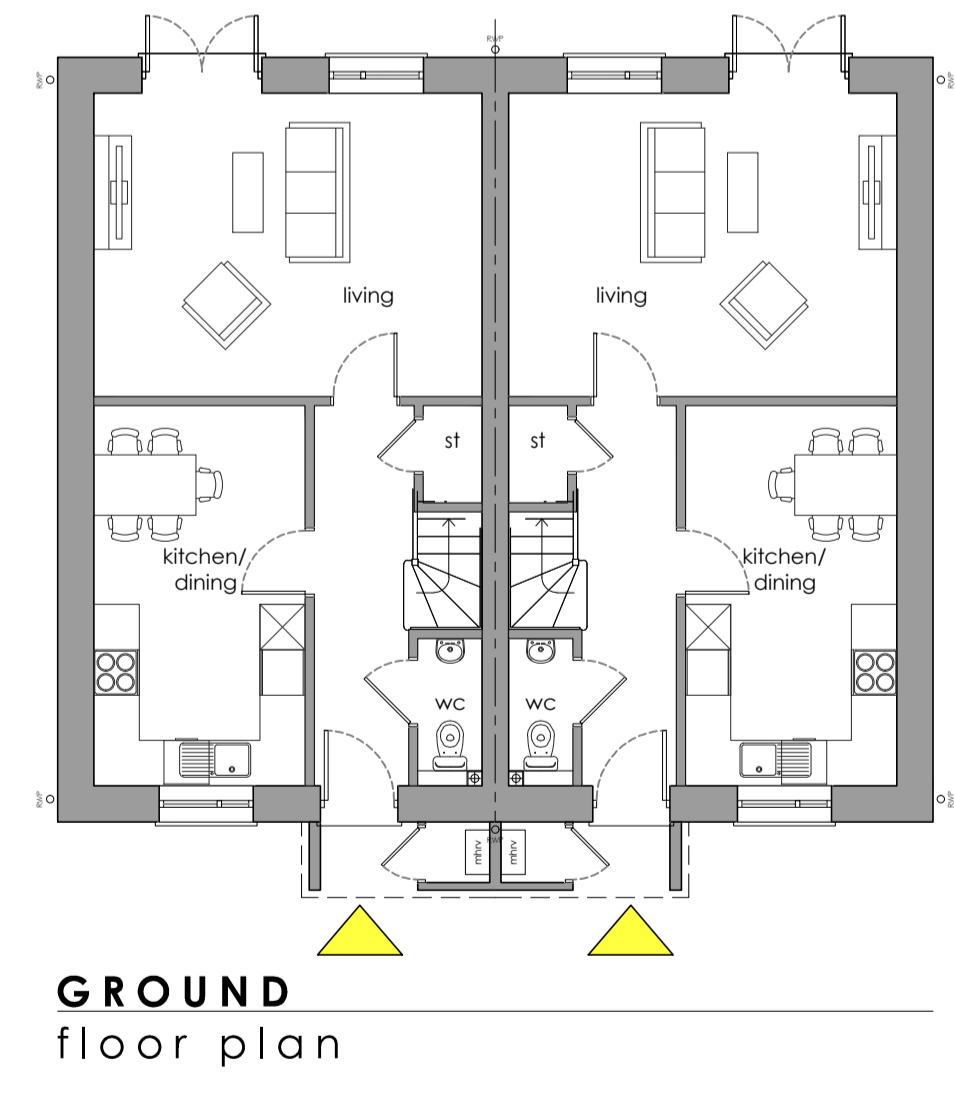 RWP
RWP
RWP
living
living
st
st
kitchen/
dining
kitchen/
dining
wc
wc
RWP
RWP
RWP
mhrv
mhrv
GROUND
floor plan